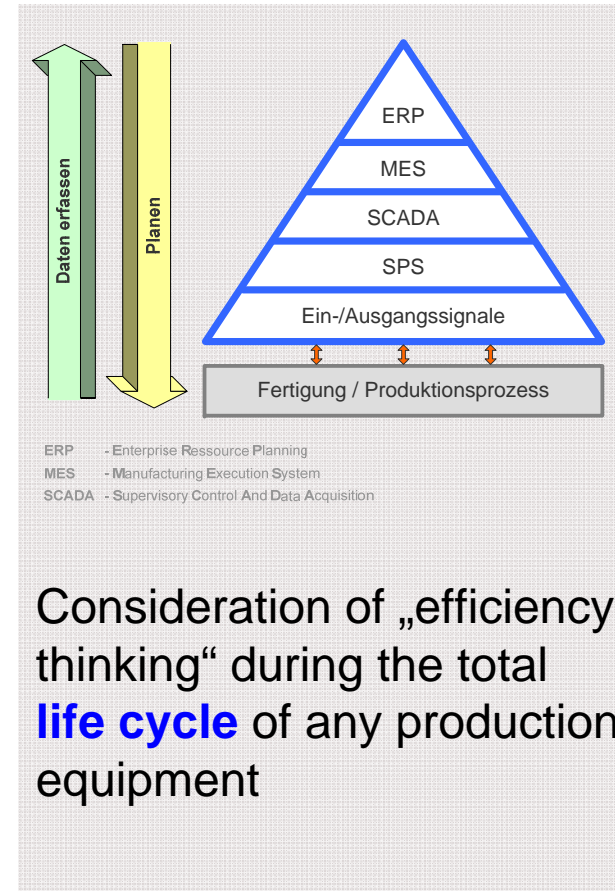 Daten erfassen
Planen
ERP
MES
SCADA
SPS
Ein-/Ausgangssignale
Fertigung / Produktionsprozess
ERP - Enterprise Ressource Planning
MES - Manufacturing Execution System
SCADA - Supervisory Control And Data Acquisition
Consideration of „efficiency
thinking“ during the total
life cycle of any production
equipment